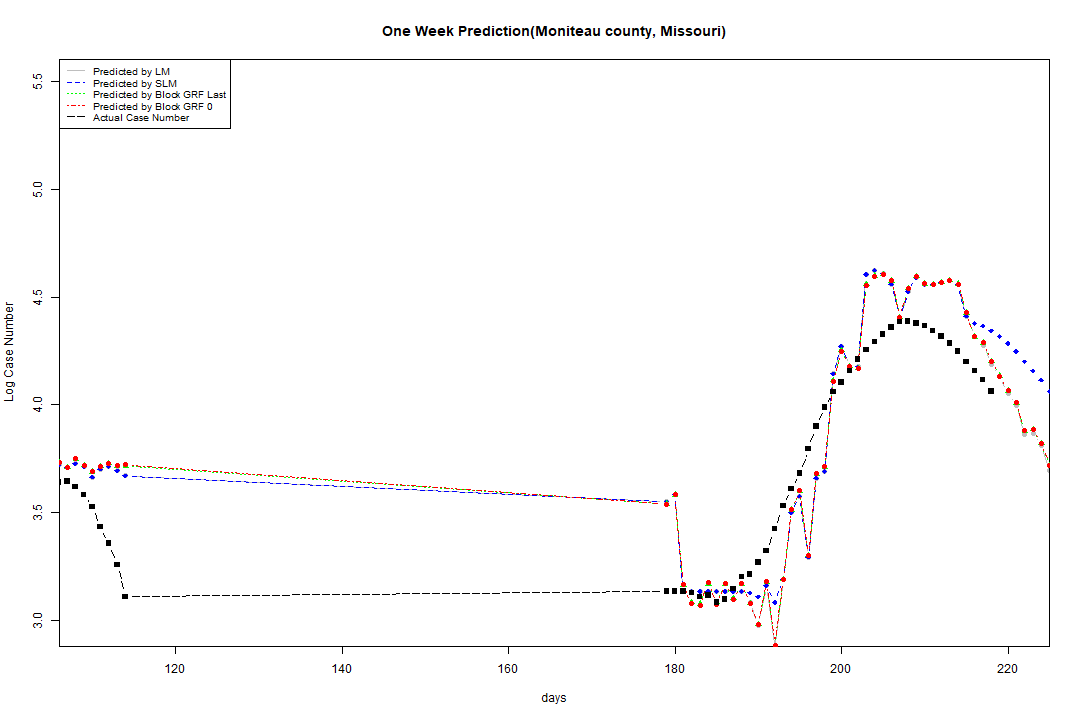 One Week Prediction(Moniteau county, Missouri)
Predicted by LM
Predicted by SLM
Predicted by Block GRF Last
Predicted by Block GRF 0
Actual Case Number
5.5
5.0
4.5
4.0
3.5
3.0
Log Case Number
120 140 160 180 200 220
days